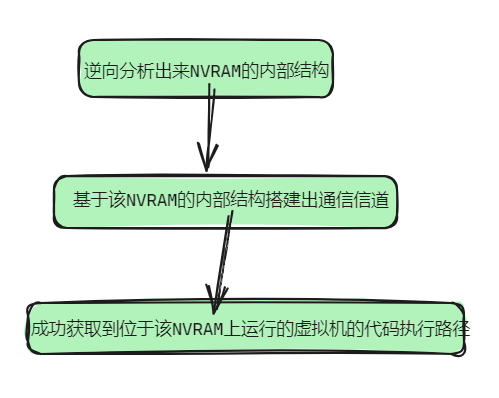 逆向分析出来NVRAM的内部结构
基于该NVRAM的内部结构搭建出通信信道
成功获取到位于该NVRAM上运行的虚拟机的代码执行路径